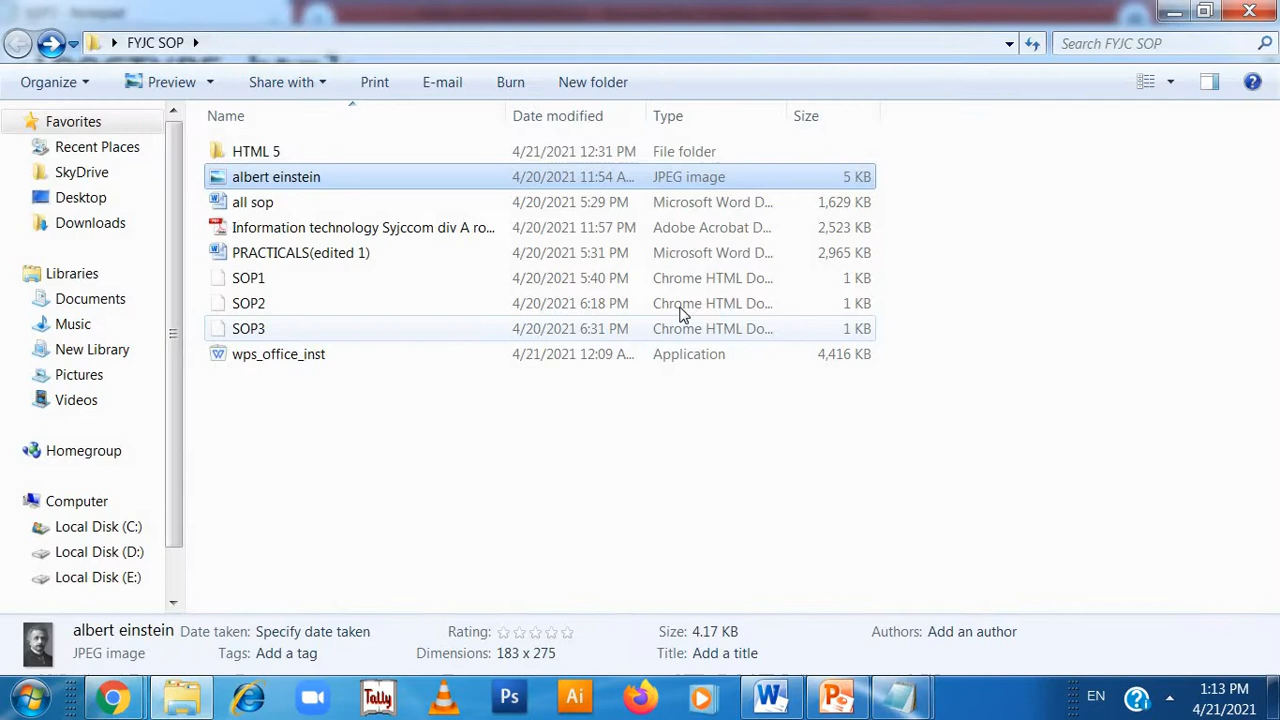 FYJC SOP
Search FYJC SOP
Organize Preview Share with Print E-mail Burn New folder
Name Date modified Type Size
Favorites
Recent Places
SkyDrive
Desktop
Downloads
Libraries
Documents
Music
New Library
Pictures
Videos
Homegroup
Computer
Local Disk (C:)
Local Disk (D:)
Local Disk (E:)
HTML 5 4/21/2021 12:31 PM File folder
albert einstein 4/20/2021 11:54 A... JPEG image 5 KB
all sop 4/20/2021 5:29 PM Microsoft Word D... 1,629 KB
Information technology Syjccom div A ro... 4/20/2021 11:57 PM Adobe Acrobat D... 2,523 KB
PRACTICALS(edited 1) 4/20/2021 5:31 PM Microsoft Word D... 2,965 KB
SOP1 4/20/2021 5:40 PM Chrome HTML Do... 1 KB
SOP2 4/20/2021 6:18 PM Chrome HTML Do... 1 KB
SOP3 4/20/2021 6:31 PM Chrome HTML Do... 1 KB
wps_office_inst 4/21/2021 12:09 A... Application 4,416 KB
albert einstein Date taken: Specify date taken Rating: Size: 4.17 KB Authors: Add an author
JPEG image Tags: Add a tag Dimensions: 183 x 275 Title: Add a title
Tally Ps Ai W P
EN
1:13 PM
4/21/2021